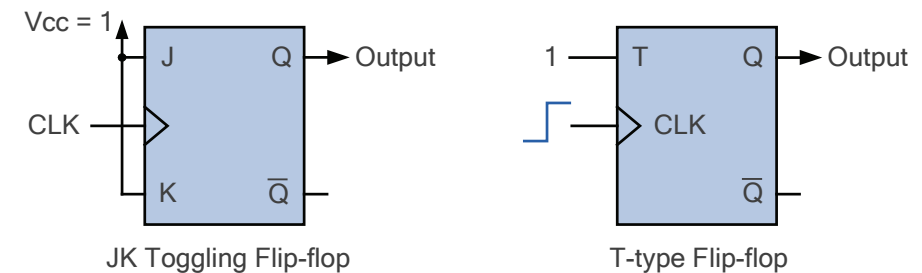 Vcc = 1
J
Q
Output
CLK
K
Q̅
JK Toggling Flip-flop
1
T
Q
Output
CLK
Q̅
T-type Flip-flop